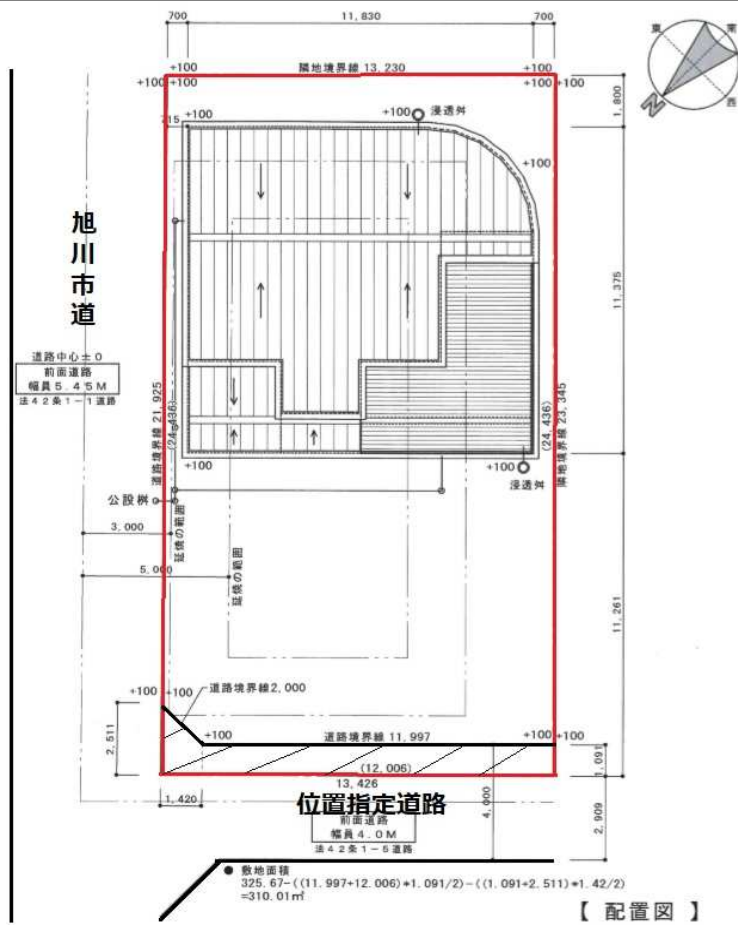 700
11,830
700
東
南
西
N
+100
隣地境界線 13,230
+100
+100 +100
+100 +100
1,800
715
+100
+100
浸透舛
+100
旭川市道
11,375
道路中心±0
前面道路
幅員5.45M
法42条1-1道路
道路境界線 21,925
(24,436)
(24,436)
隣地境界線 23,345
+100
+100
浸透舛
公設桝
3,000
延焼の範囲
5,000
延焼の範囲
11,261
+100 +100
道路境界線2,000
2,511
+100
道路境界線 11,997
+100 +100
(12,006)
1,091
13,426
1,420
位置指定道路
4,000
前面道路
幅員4.0M
法42条1-5道路
2,909
● 敷地面積
325.67-((11.997+12.006)*1.091/2)-((1.091+2.511)*1.42/2)
=310.01㎡
【 配置図 】